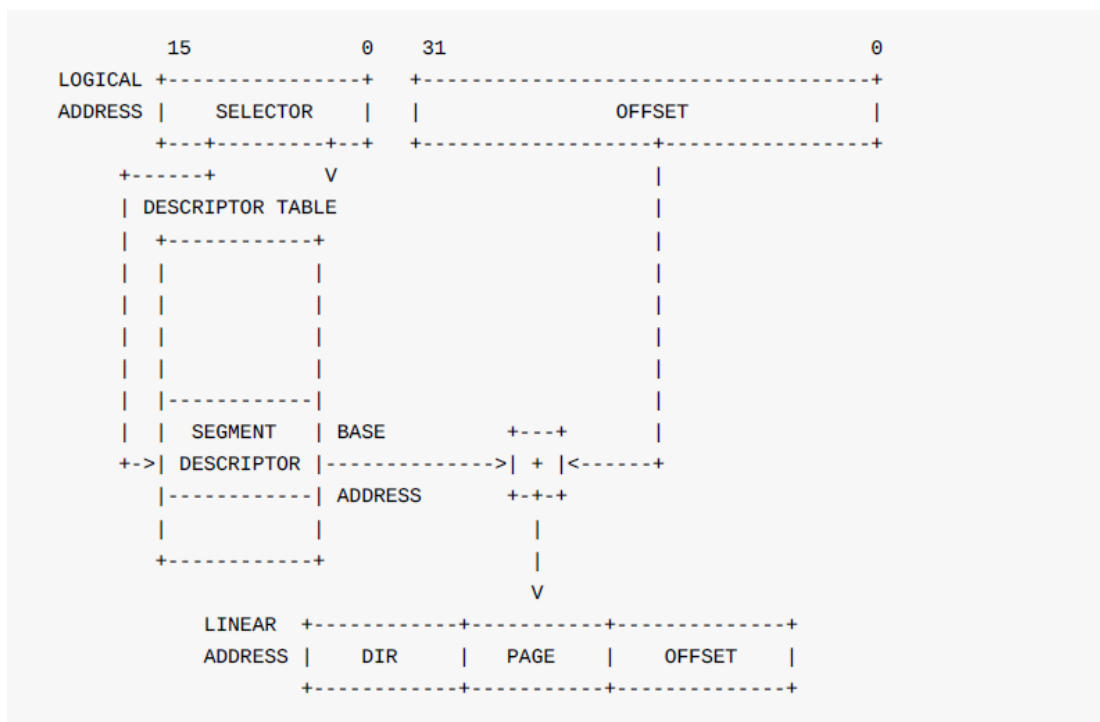 15                0    31                                     0
LOGICAL +----------------+   +-------------------------------------+
ADDRESS |    SELECTOR    |   |                OFFSET               |
        +---+---------+--+   +-------------------+-----------------+
     +------+         V                          |
     | DESCRIPTOR TABLE                          |
     |  +------------+                           |
     |  |            |                           |
     |  |            |                           |
     |  |            |                           |
     |  |            |                           |
     |  |------------|                           |
     |  |  SEGMENT   | BASE          +---+       |
     +->| DESCRIPTOR |-------------->| + |<------+
        |------------| ADDRESS       +-+-+
        |            |                 |
        +------------+                 |
                                       V
            LINEAR  +------------+-----------+--------------+
            ADDRESS |    DIR     |   PAGE    |    OFFSET    |
                    +------------+-----------+--------------+